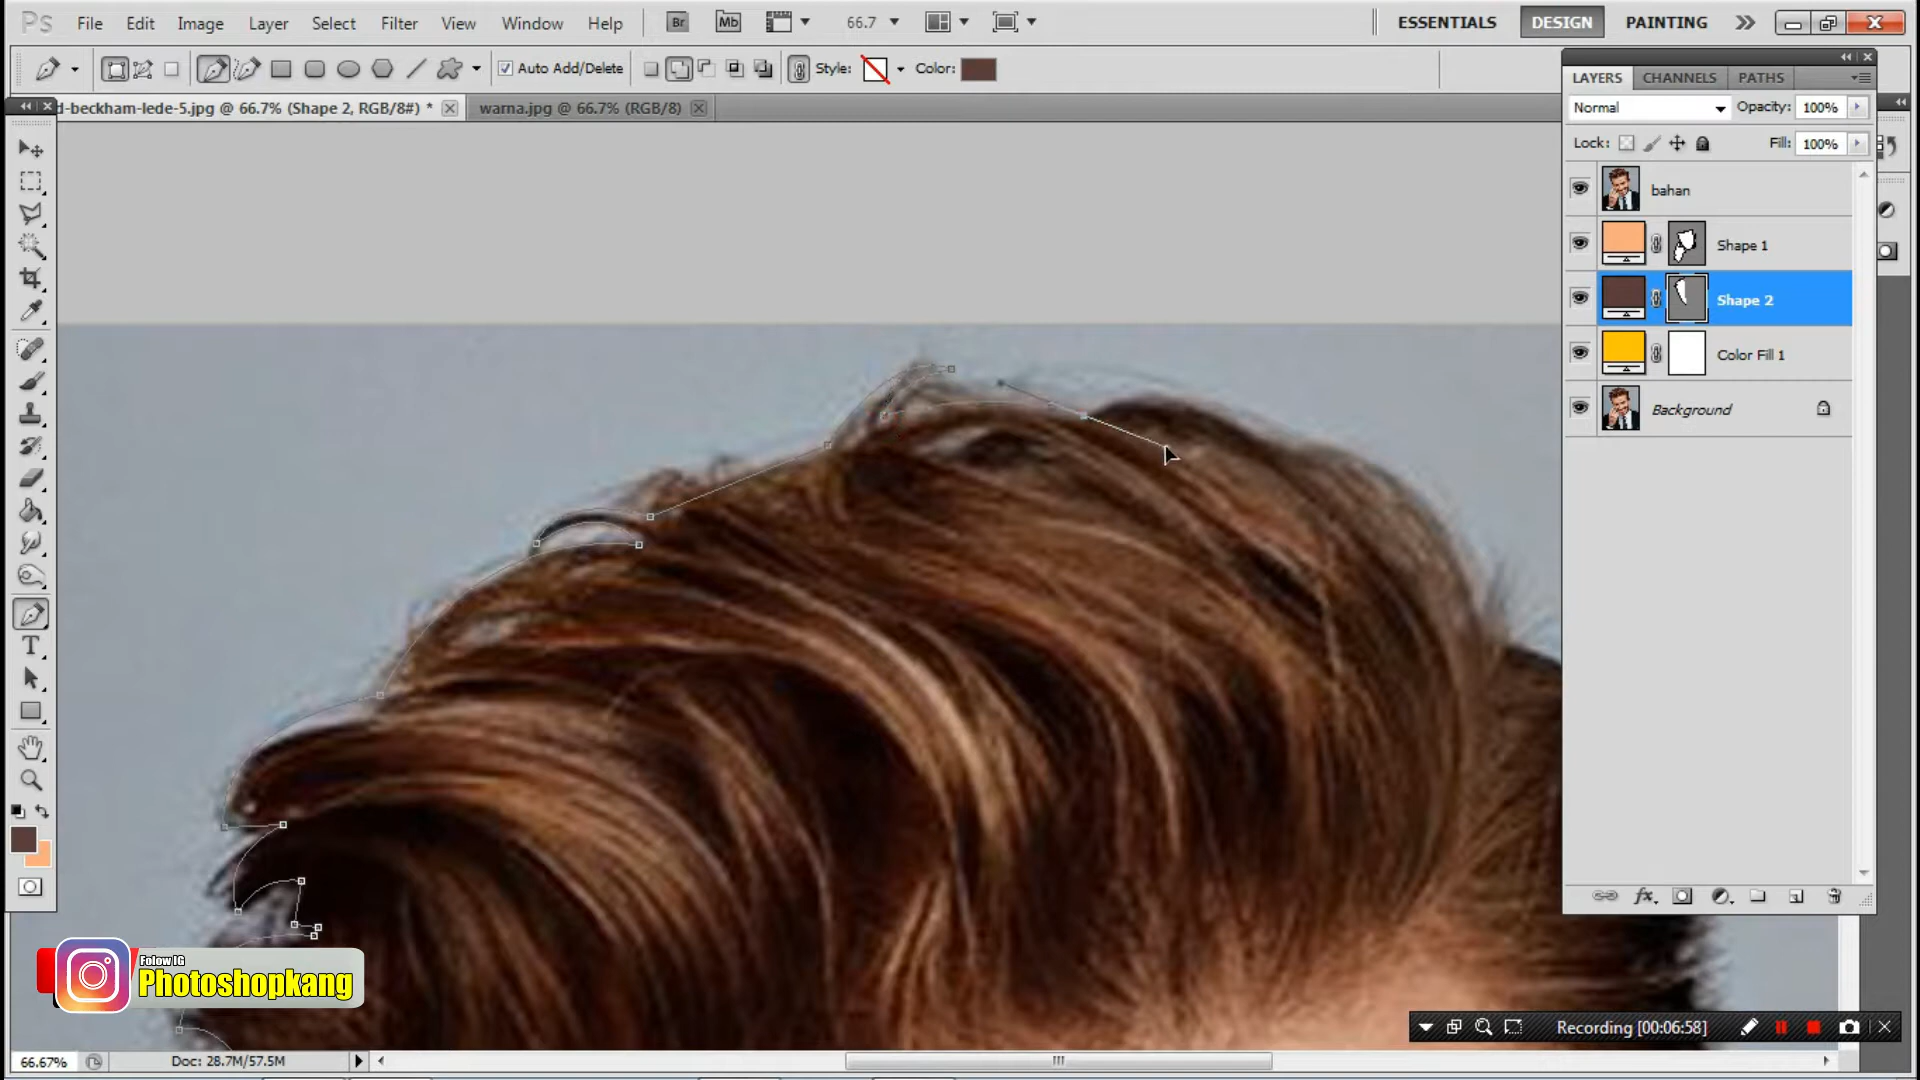 Ps File Edit Image Layer Select Filter View Window Help Br Mb 66.7 ESSENTIALS DESIGN PAINTING
Auto Add/Delete Style: Color:
d-beckham-lede-5.jpg @ 66.7% (Shape 2, RGB/8#) * warna.jpg @ 66.7% (RGB/8)
LAYERS CHANNELS PATHS
Normal Opacity: 100%
Lock: Fill: 100%
bahan
Shape 1
Shape 2
Color Fill 1
Background
T
fx
Folow IG
Photoshopkang
Recording [00:06:58]
66.67% Doc: 28.7M/57.5M